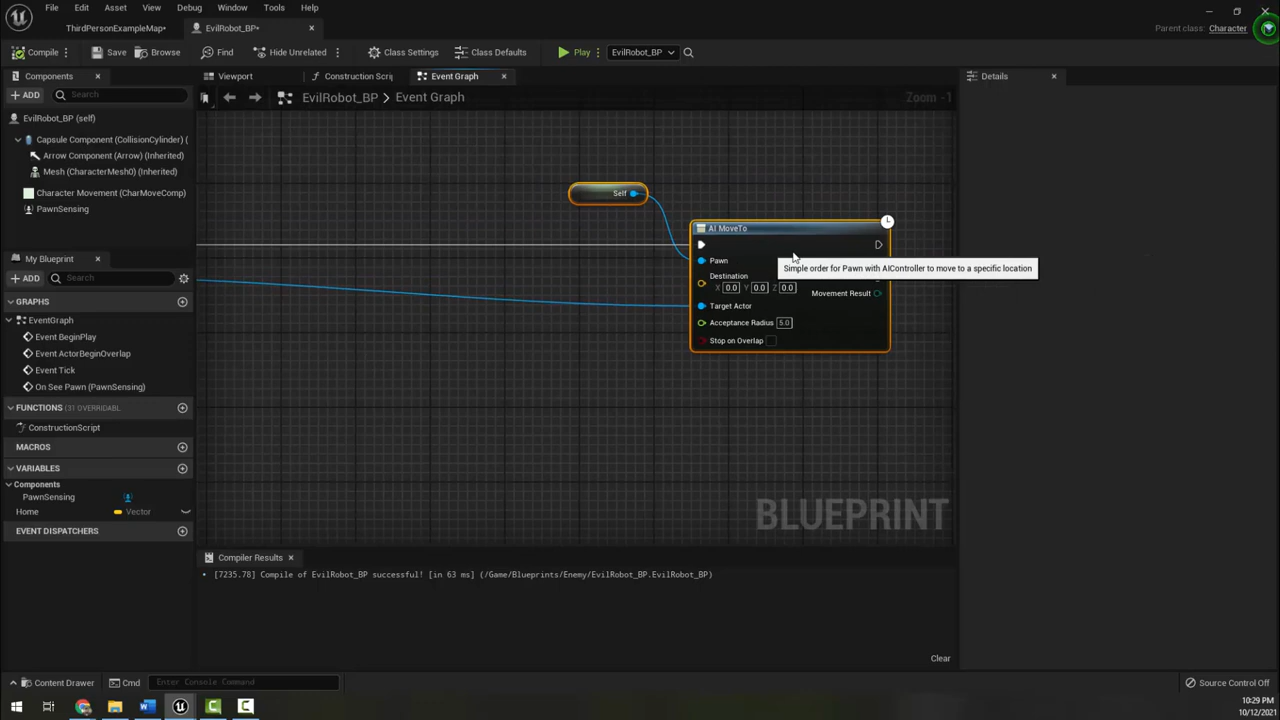 File Edit Asset View Debug Window Tools Help
ThirdPersonExampleMap*
EvilRobot_BP*
Parent class: Character
Compile
Save
Browse
Find
Hide Unrelated
Class Settings
Class Defaults
Play
EvilRobot_BP
Components
Viewport
Construction Scrip
Event Graph
Details
+ ADD
Search
EvilRobot_BP > Event Graph
Zoom -1
EvilRobot_BP (self)
Capsule Component (CollisionCylinder) (
Arrow Component (Arrow) (Inherited)
Mesh (CharacterMesh0) (Inherited)
Character Movement (CharMoveComp)
PawnSensing
My Blueprint
+ ADD
Search
GRAPHS
EventGraph
Event BeginPlay
Event ActorBeginOverlap
Event Tick
On See Pawn (PawnSensing)
FUNCTIONS (31 OVERRIDABL
ConstructionScript
MACROS
VARIABLES
Components
PawnSensing
Home
Vector
EVENT DISPATCHERS
Self
AI MoveTo
Pawn
Simple order for Pawn with AIController to move to a specific location
Destination
X 0.0 Y 0.0 Z 0.0
Movement Result
Target Actor
Acceptance Radius 5.0
Stop on Overlap
BLUEPRINT
Compiler Results
[7235.78] Compile of EvilRobot_BP successful! [in 63 ms] (/Game/Blueprints/Enemy/EvilRobot_BP.EvilRobot_BP)
Clear
Content Drawer
Cmd
Enter Console Command
Source Control Off
10:29 PM
10/12/2021